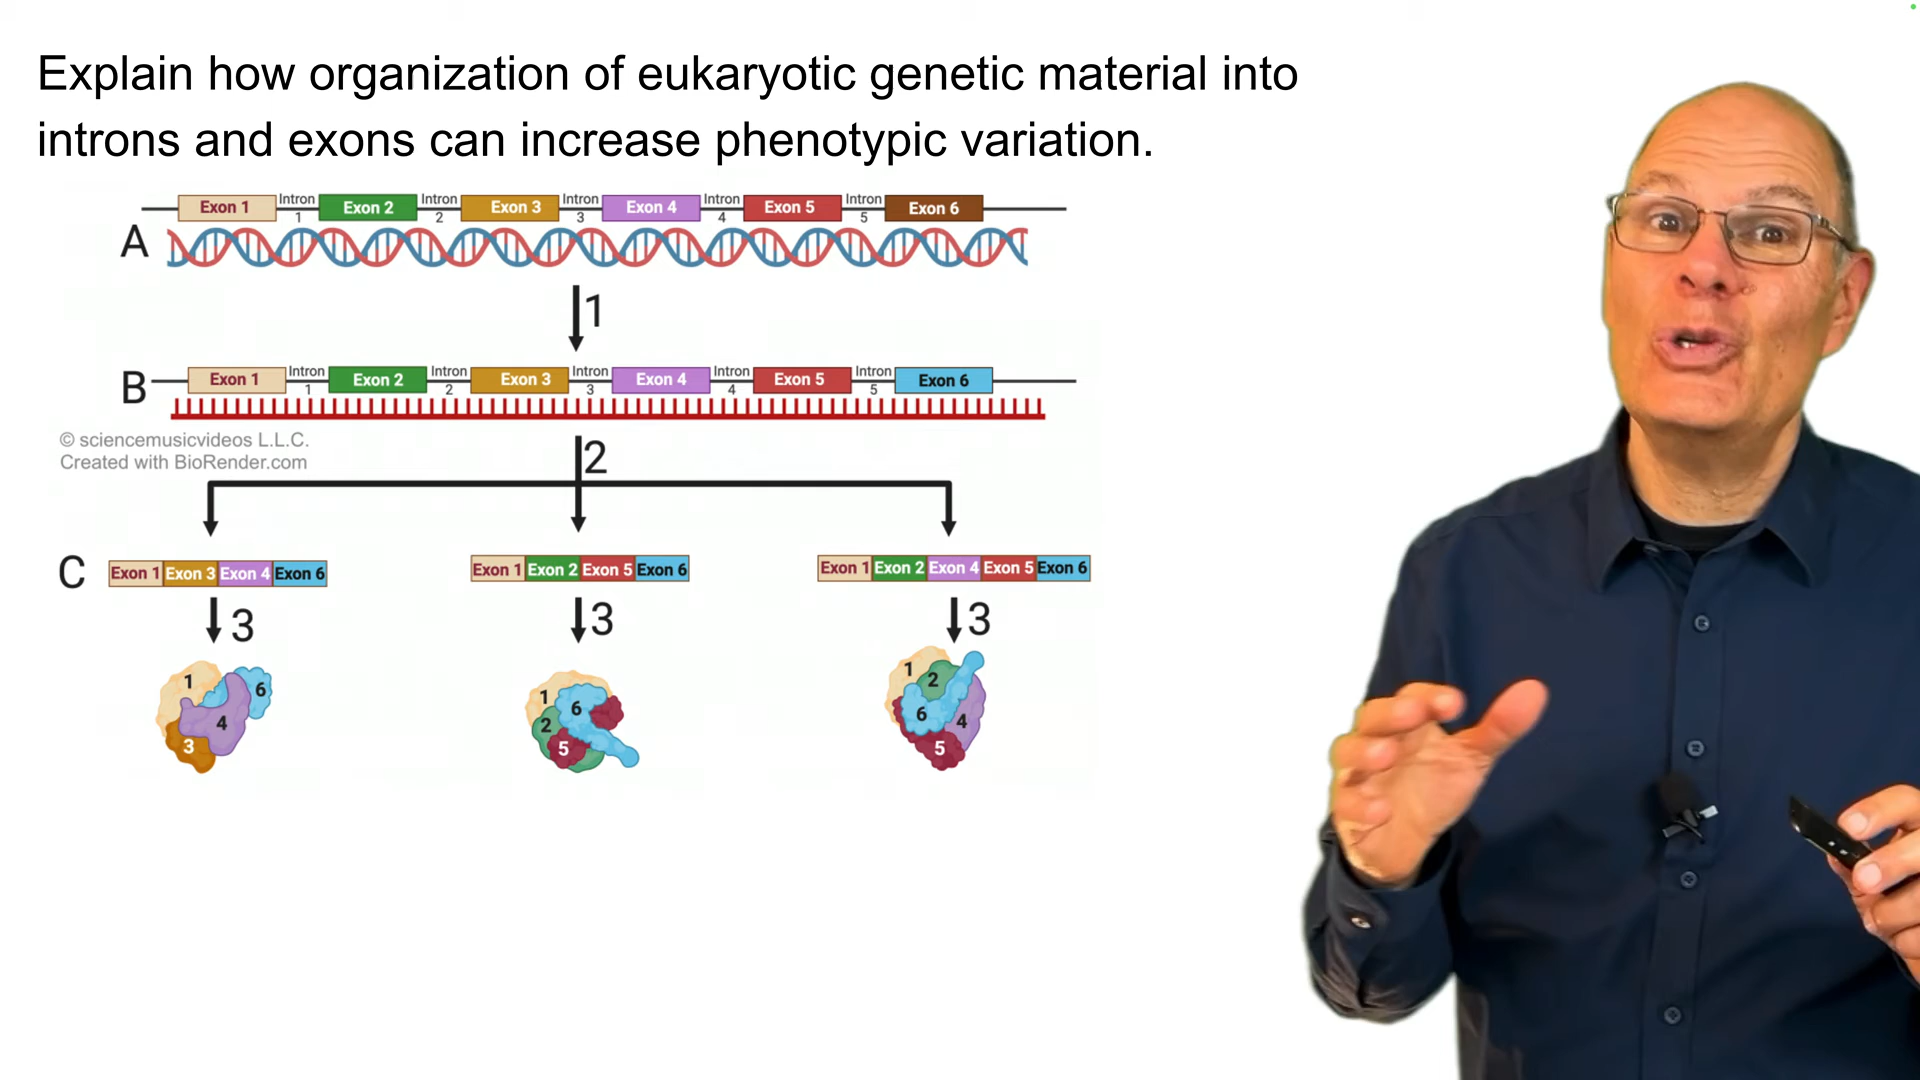 Explain how organization of eukaryotic genetic material into
introns and exons can increase phenotypic variation.
Exon 1 Intron 1 Exon 2 Intron 2 Exon 3 Intron 3 Exon 4 Intron 4 Exon 5 Intron 5 Exon 6
A
1
B
Exon 1 Intron 1 Exon 2 Intron 2 Exon 3 Intron 3 Exon 4 Intron 4 Exon 5 Intron 5 Exon 6
© sciencemusicvideos L.L.C.
Created with BioRender.com
2
C
Exon 1 Exon 3 Exon 4 Exon 6
Exon 1 Exon 2 Exon 5 Exon 6
Exon 1 Exon 2 Exon 4 Exon 5 Exon 6
3
3
3
1 6 4 3
1 6 2 5
1 2 6 4 5